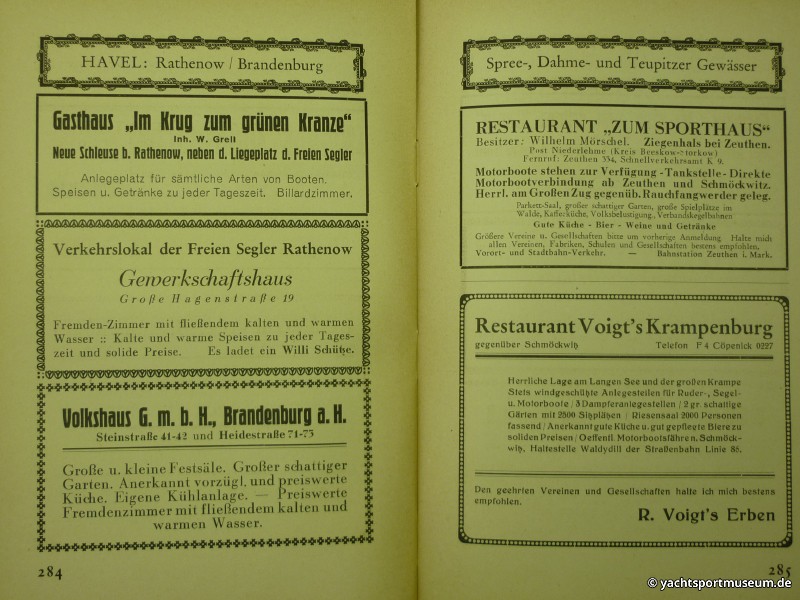 HAVEL: Rathenow / Brandenburg
Gasthaus „Im Krug zum grünen Kranze“
Inh. W. Grell
Neue Schleuse b. Rathenow, neben d. Liegeplatz d. Freien Segler
Anlegeplatz für sämtliche Arten von Booten.
Speisen u. Getränke zu jeder Tageszeit. Billardzimmer.
Verkehrslokal der Freien Segler Rathenow
Gewerkschaftshaus
Große Hagenstraße 19
Fremden-Zimmer mit fließendem kalten und warmen
Wasser :: Kalte und warme Speisen zu jeder Tages-
zeit und solide Preise. Es ladet ein Willi Schütze.
Volkshaus G. m. b. H., Brandenburg a. H.
Steinstraße 41-42 und Heidestraße 71-73
Große u. kleine Festsäle. Großer schattiger
Garten. Anerkannt vorzügl. und preiswerte
Küche. Eigene Kühlanlage. — Preiswerte
Fremdenzimmer mit fließendem kalten und
warmen Wasser.
284
Spree-, Dahme- und Teupitzer Gewässer
RESTAURANT „ZUM SPORTHAUS“
Besitzer: Wilhelm Mörschel. Ziegenhals bei Zeuthen.
Post Niederlehme (Kreis Beeskow-Storkow)
Fernruf: Zeuthen 334, Schnellverkehrsamt K 9.
Motorboote stehen zur Verfügung - Tankstelle - Direkte
Motorbootverbindung ab Zeuthen und Schmöckwitz.
Herrl. am Großen Zug gegenüb. Rauchfangwerder geleg.
Parkett-Saal, großer schattiger Garten, große Spielplätze im
Walde, Kaffeeküche, Volksbelustigung, Verbandskegelbahnen
Gute Küche - Bier - Weine und Getränke
Größere Vereine u. Gesellschaften bitte um vorherige Anmeldung Halte mich
allen Vereinen, Fabriken, Schulen und Gesellschaften bestens empfohlen.
Vorort- und Stadtbahn-Verkehr. — Bahnstation Zeuthen i. Mark.
Restaurant Voigt's Krampenburg
gegenüber Schmöckwitz Telefon F 4 Cöpenick 0227
Herrliche Lage am Langen See und der großen Krampe
Stets windgeschützte Anlegestellen für Ruder-, Segel-
u. Motorboote / 3 Dampferanlegestellen / 2 gr. schattige
Gärten mit 2500 Sitzplätzen / Riesensaal 2000 Personen
fassend / Anerkannt gute Küche u. gut gepflegte Biere zu
soliden Preisen / Oeffentl. Motorbootsfähre n. Schmöck-
witz, Haltestelle Waldydill der Straßenbahn Linie 86.
Den geehrten Vereinen und Gesellschaften halte ich mich bestens
empfohlen.
R. Voigt's Erben
285
© yachtsportmuseum.de